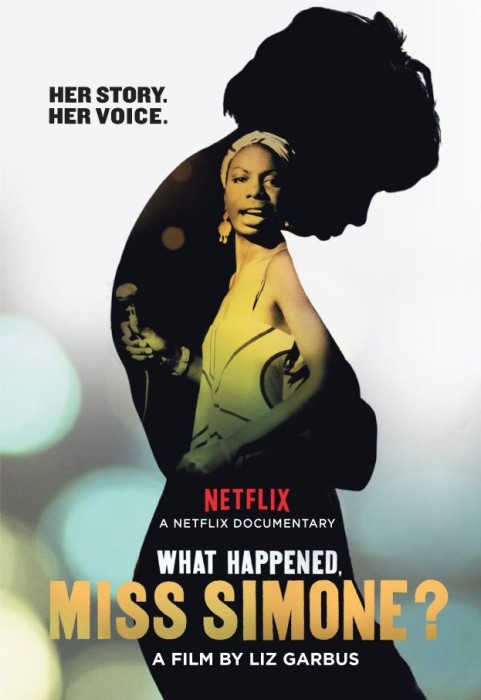 HER STORY.
HER VOICE.
NETFLIX
A NETFLIX DOCUMENTARY
WHAT HAPPENED,
MISS SIMONE?
A FILM BY LIZ GARBUS